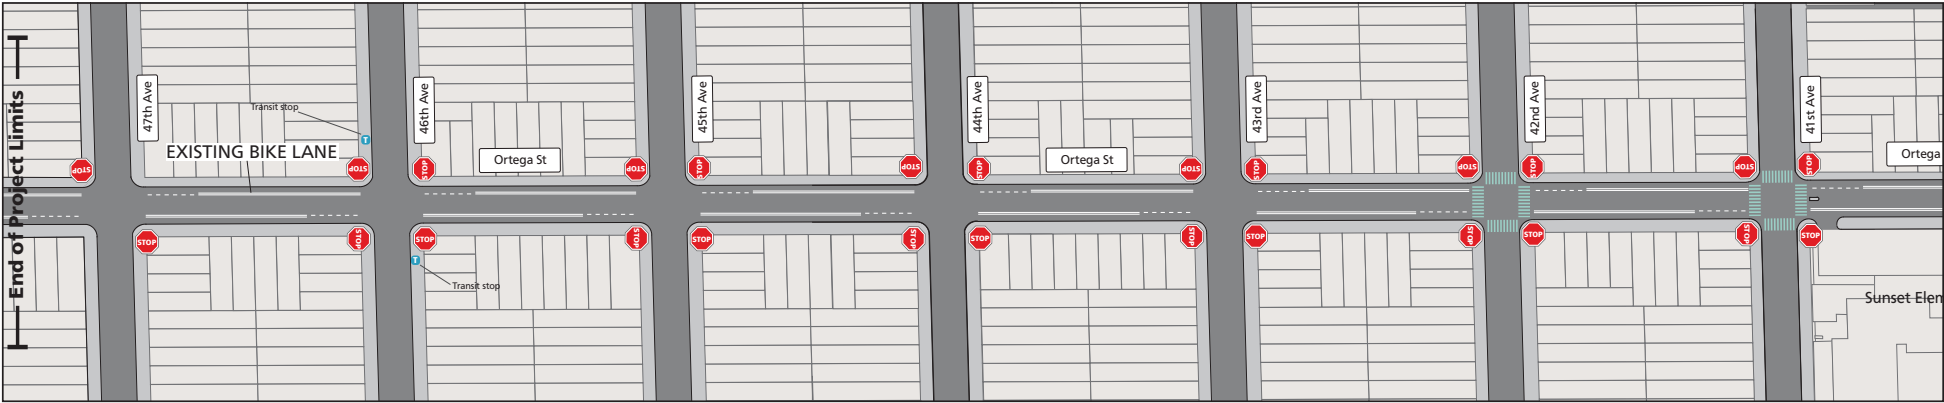 End of Project Limits
47th Ave
Transit stop
EXISTING BIKE LANE
46th Ave
Ortega St
45th Ave
44th Ave
Ortega St
43rd Ave
42nd Ave
41st Ave
Ortega
STOP
STOP
STOP
STOP
STOP
STOP
STOP
STOP
STOP
STOP
STOP
STOP
STOP
STOP
T
STOP
STOP
STOP
STOP
STOP
STOP
STOP
STOP
STOP
STOP
STOP
STOP
T
Transit stop
Sunset Elem